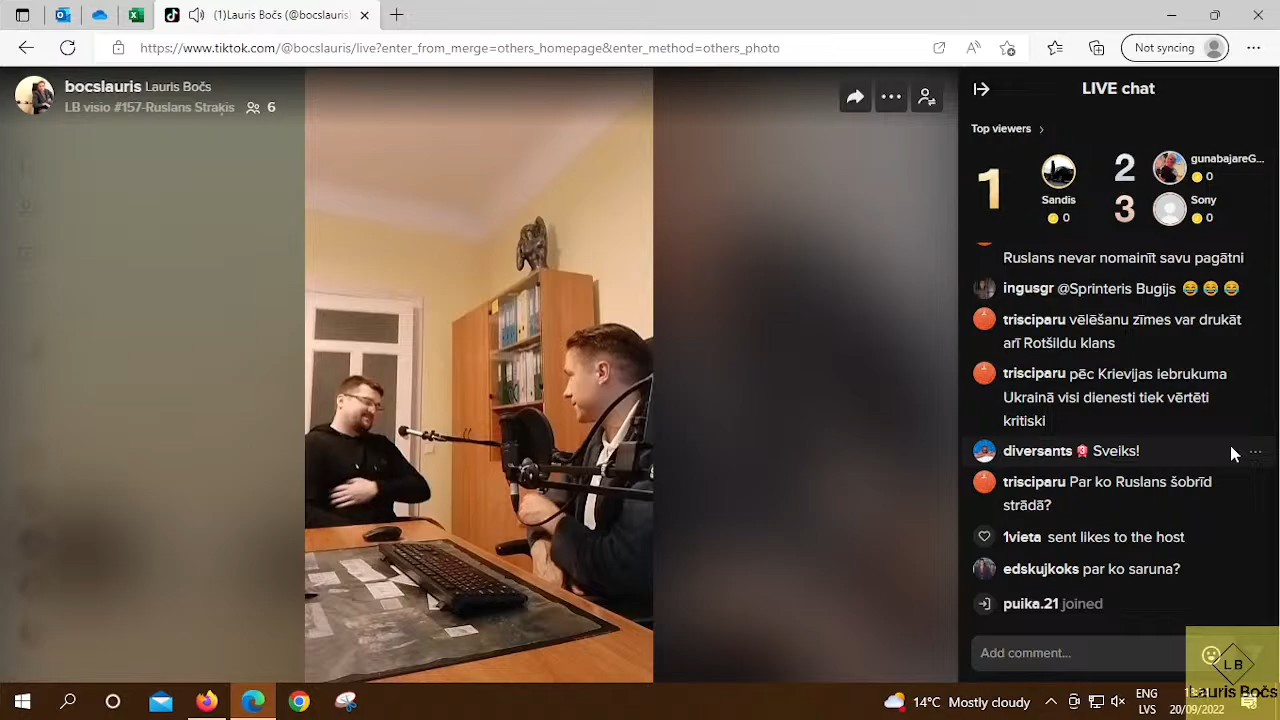 (1)Lauris Bočs (@bocslauris
https://www.tiktok.com/@bocslauris/live?enter_from_merge=others_homepage&enter_method=others_photo
Not syncing
bocslauris Lauris Bočs
LB visio #157-Ruslans Straķis 6
LIVE chat
Top viewers
1
Sandis
0
2
gunabajareG...
0
3
Sony
0
Ruslans nevar nomainīt savu pagātni
ingusgr @Sprinteris Bugijs 😂😂😂
trisciparu vēlēšanu zīmes var drukāt
arī Rotšildu klans
trisciparu pēc Krievijas iebrukuma
Ukrainā visi dienesti tiek vērtēti
kritiski
diversants Sveiks!
trisciparu Par ko Ruslans šobrīd
strādā?
1vieta sent likes to the host
edskujkoks par ko saruna?
puika.21 joined
Add comment...
LB
Lauris Bočs
14°C Mostly cloudy
ENG
LVS
20/09/2022